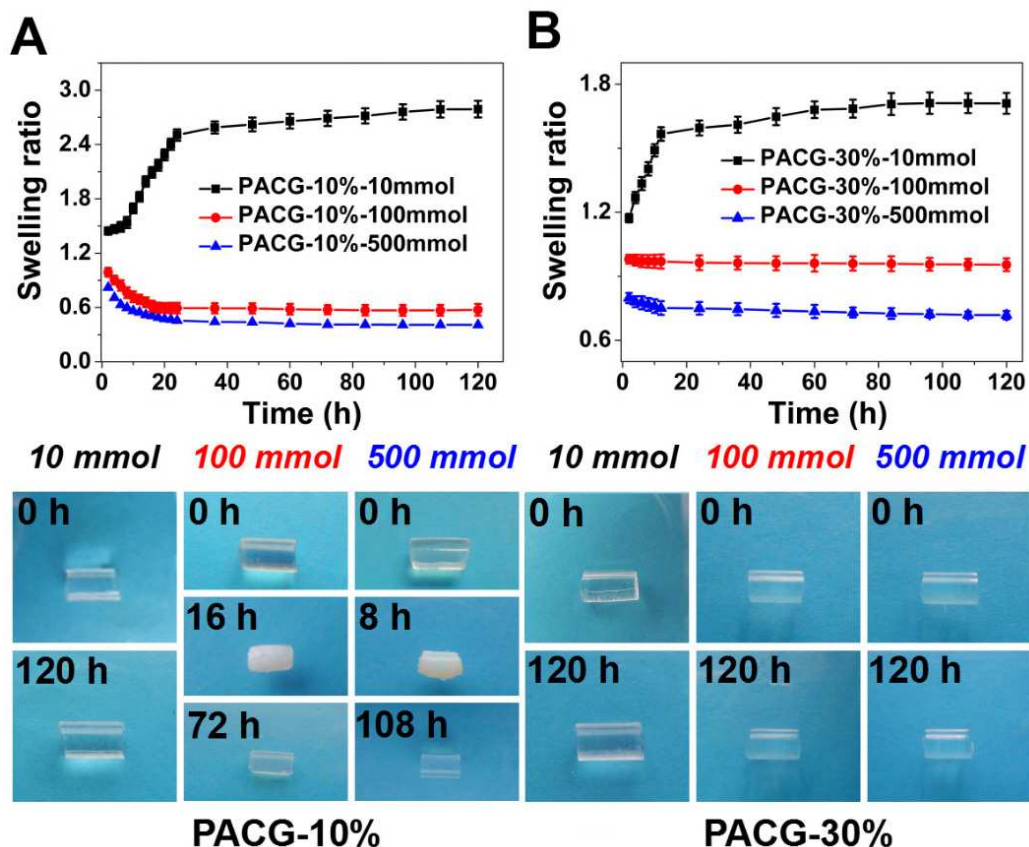 A
B
Swelling ratio
3.0
2.4
1.8
1.2
0.6
0.0
PACG-10%-10mmol
PACG-10%-100mmol
PACG-10%-500mmol
0 20 40 60 80 100 120
Time (h)
Swelling ratio
1.8
1.2
0.6
PACG-30%-10mmol
PACG-30%-100mmol
PACG-30%-500mmol
0 20 40 60 80 100 120
Time (h)
10 mmol 100 mmol 500 mmol 10 mmol 100 mmol 500 mmol
0 h 0 h 0 h 0 h 0 h 0 h
16 h 8 h
120 h 120 h 120 h 120 h
72 h 108 h
PACG-10% PACG-30%